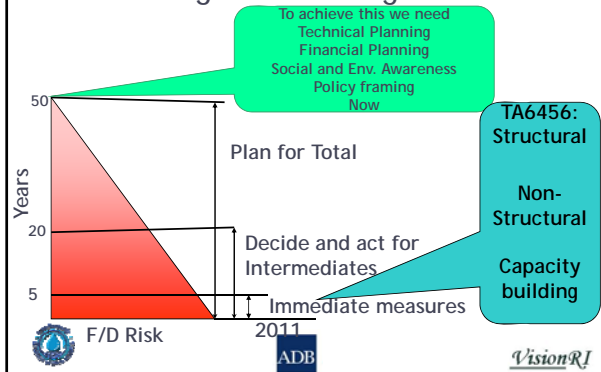 To achieve this we need
Technical Planning
Financial Planning
Social and Env. Awareness
Policy framing
Now
TA6456:
Structural
Non-
Structural
Capacity
building
50
Plan for Total
Years
20
Decide and act for
Intermediates
5
Immediate measures
F/D Risk
2011
ADB
VisionRI